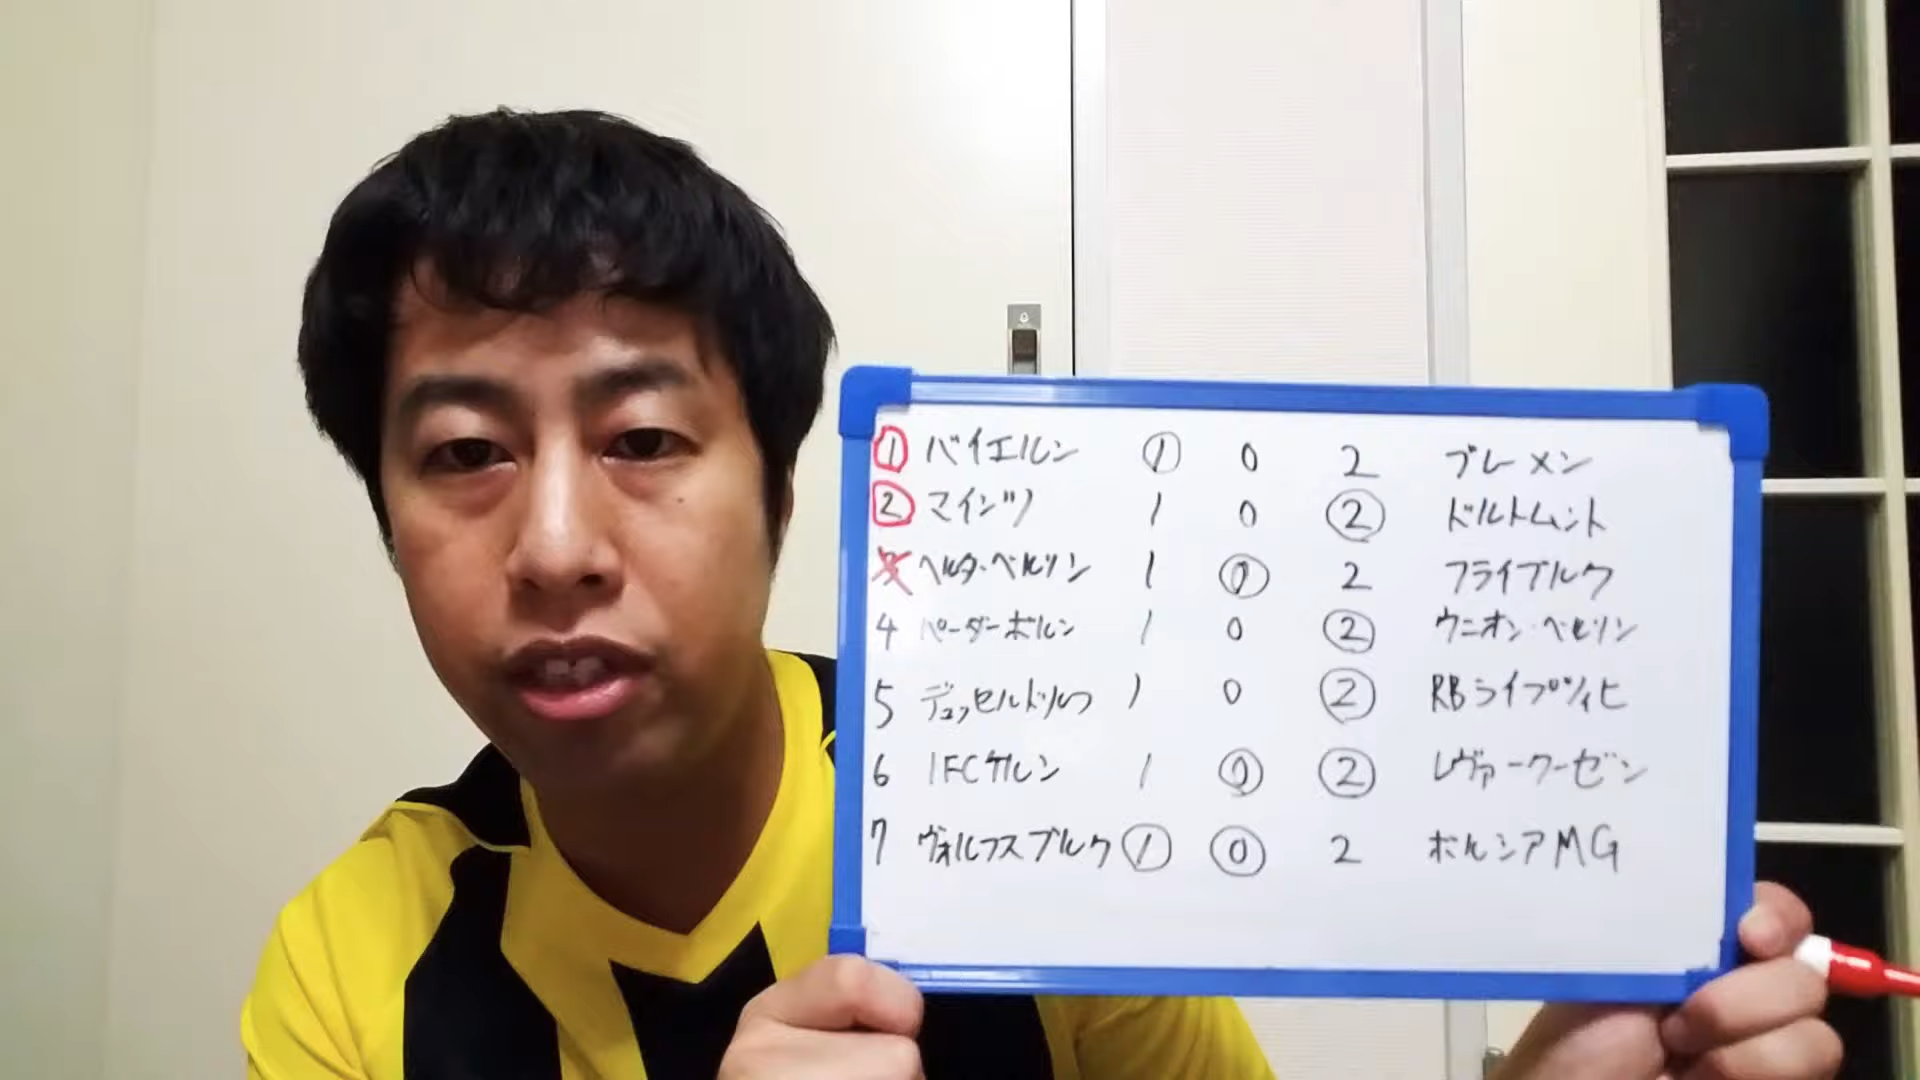 ① バイエルン ① 0 2 ブレーメン
② マインツ 1 0 ② ドルトムント
ヘルタ・ベルリン 1 ⓪ 2 フライブルク
4 パーダーボルン 1 0 ② ウニオン・ベルリン
5 デュッセルドルフ 1 0 ② RBライプツィヒ
6 1FCケルン 1 ⓪ ② レヴァークーゼン
7 ヴォルフスブルク ① ⓪ 2 ボルシアMG